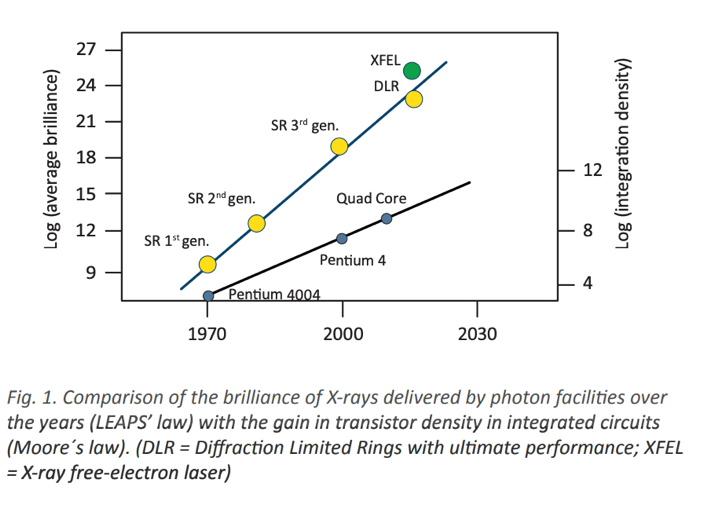 27
24
21
18
15
12
9
Log (average brilliance)
XFEL
DLR
SR 3rd gen.
SR 2nd gen.
SR 1st gen.
Quad Core
Pentium 4
Pentium 4004
12
8
4
Log (integration density)
1970 2000 2030
Fig. 1. Comparison of the brilliance of X-rays delivered by photon facilities over
the years (LEAPS’ law) with the gain in transistor density in integrated circuits
(Moore´s law). (DLR = Diffraction Limited Rings with ultimate performance; XFEL
= X-ray free-electron laser)